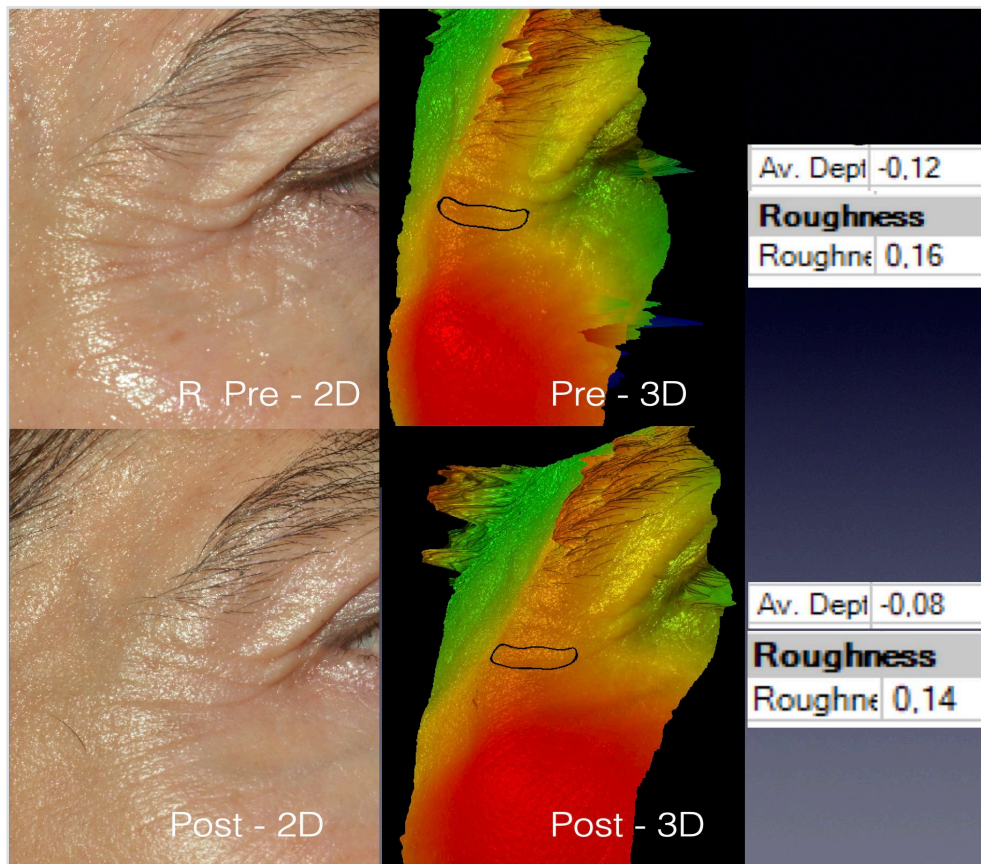 R Pre - 2D
Pre - 3D
Av. Dept -0,12
Roughness
Roughne 0,16
Post - 2D
Post - 3D
Av. Dept -0,08
Roughness
Roughne 0,14